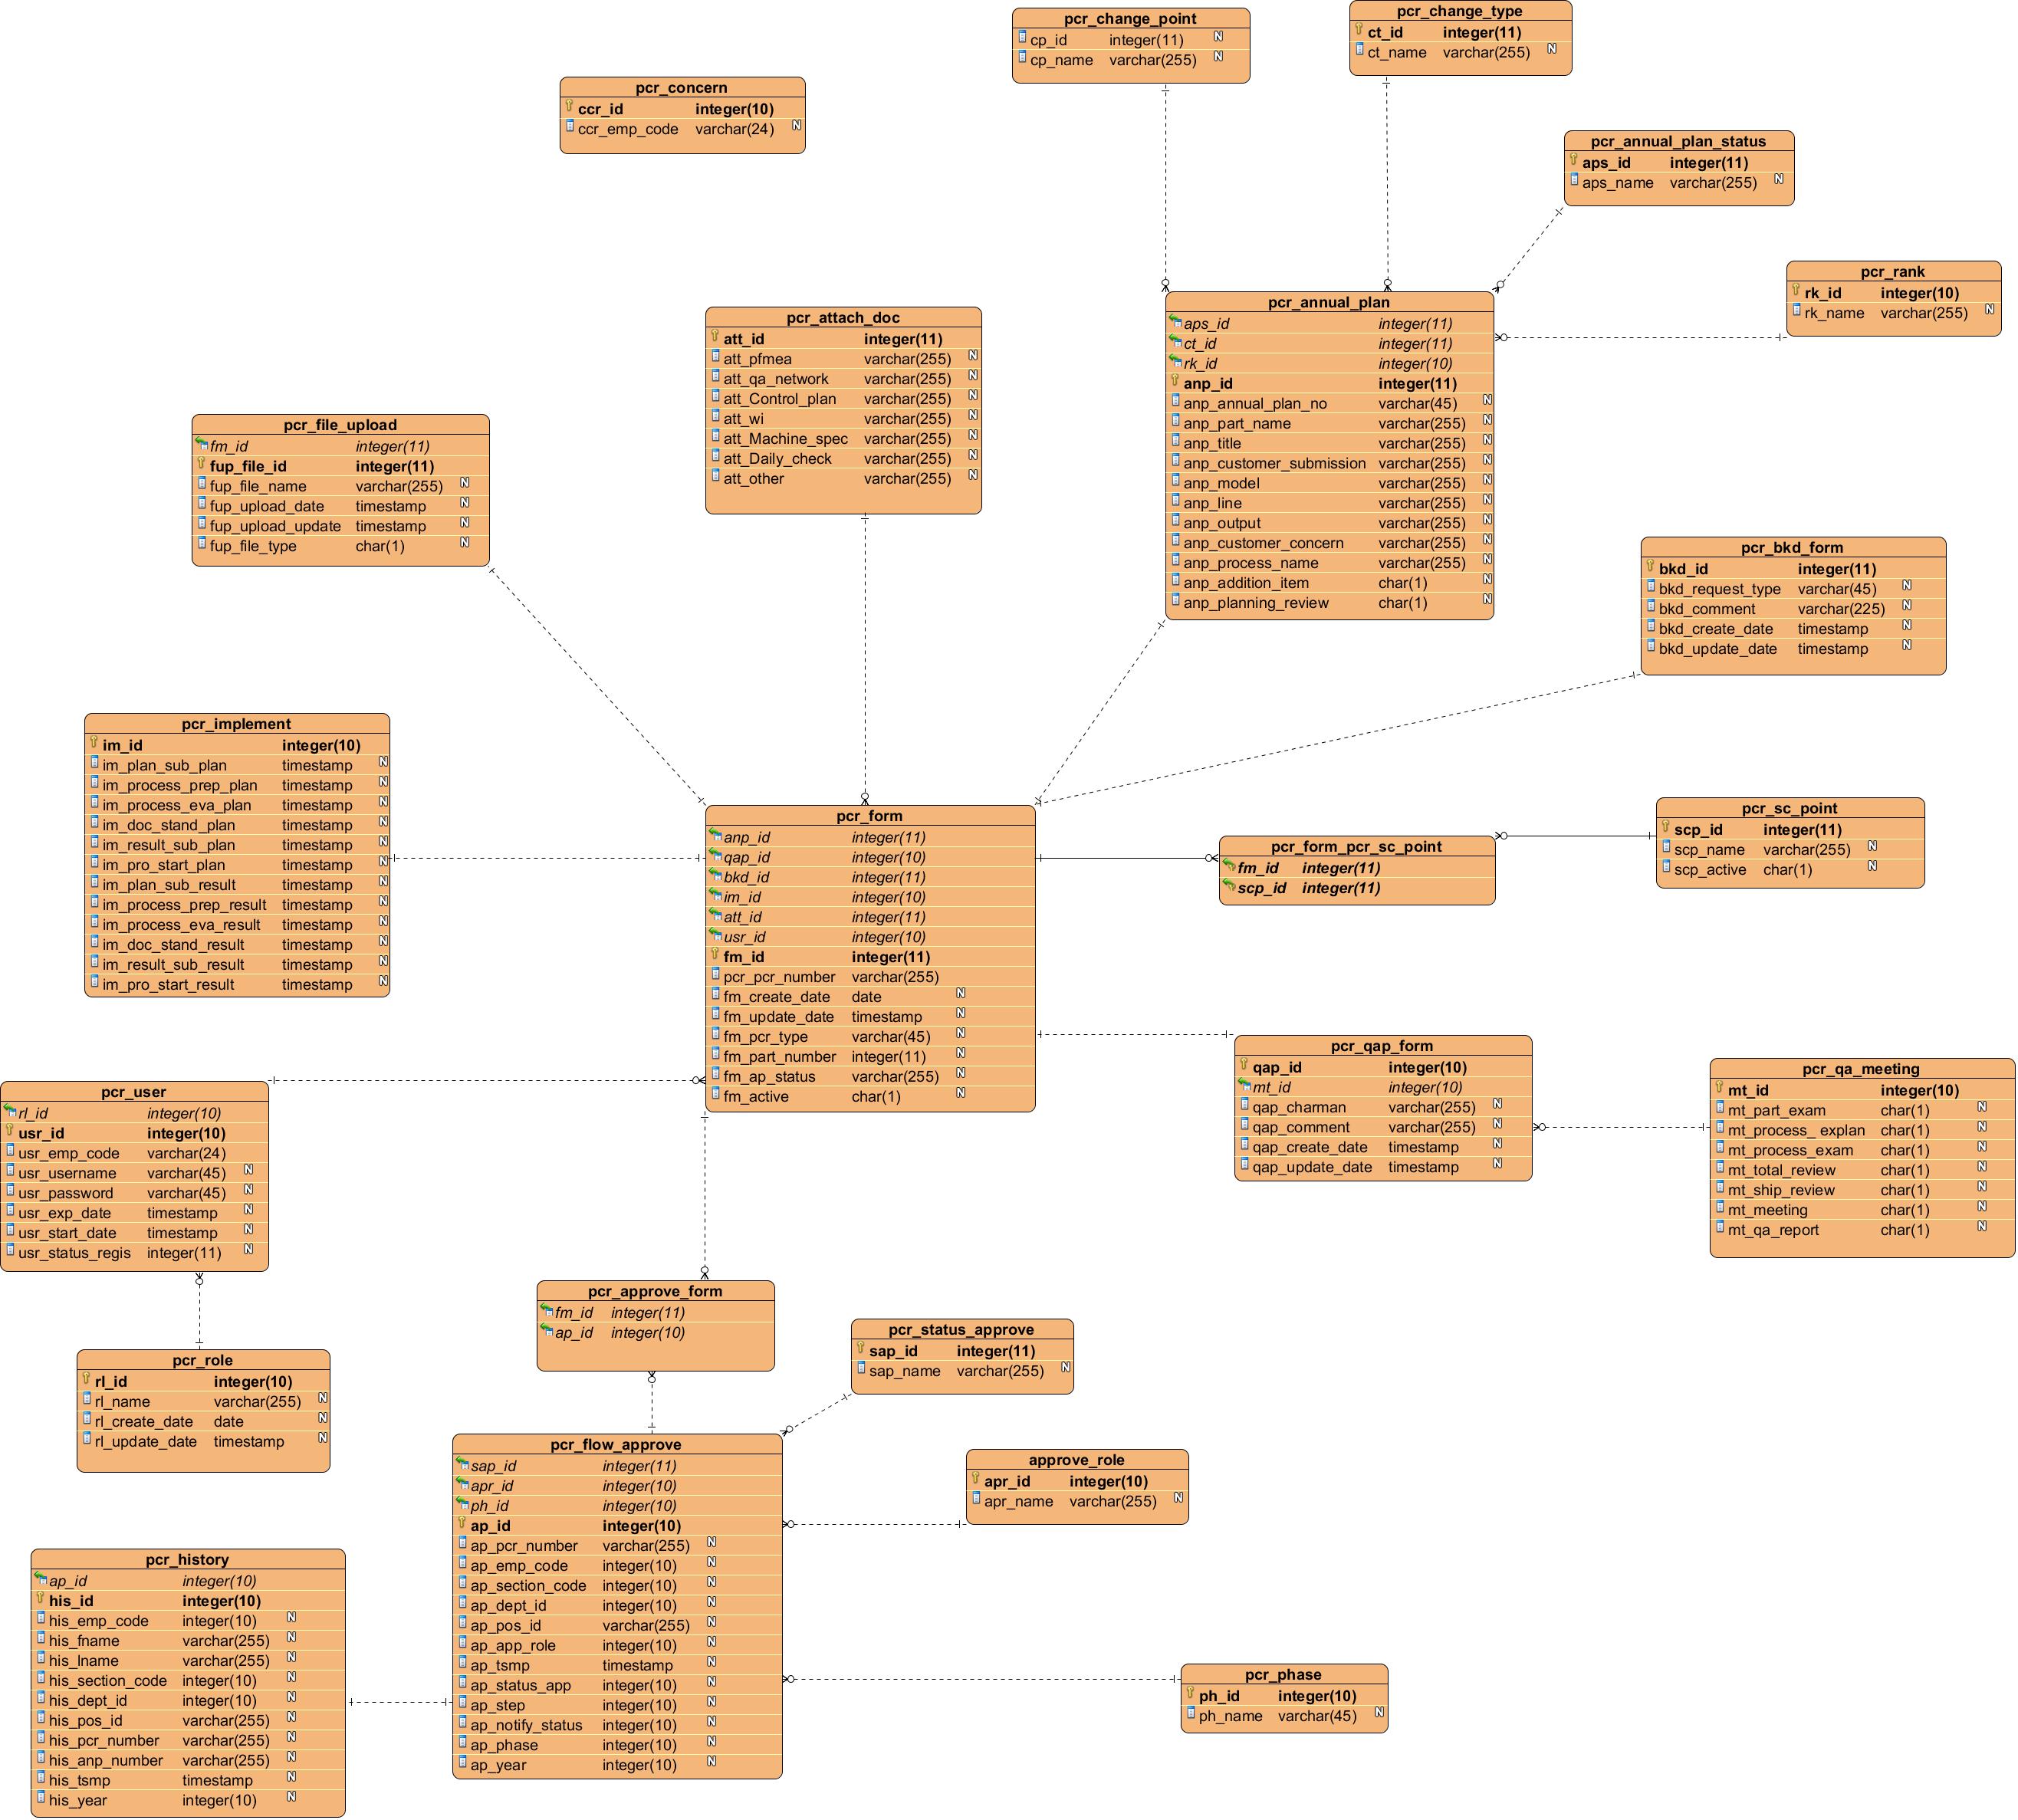 pcr_change_point
cp_id integer(11) N
cp_name varchar(255) N
pcr_change_type
ct_id integer(11)
ct_name varchar(255) N
pcr_concern
ccr_id integer(10)
ccr_emp_code varchar(24) N
pcr_annual_plan_status
aps_id integer(11)
aps_name varchar(255) N
pcr_rank
rk_id integer(10)
rk_name varchar(255) N
pcr_annual_plan
aps_id integer(11)
ct_id integer(11)
rk_id integer(10)
anp_id integer(11)
anp_annual_plan_no varchar(45) N
anp_part_name varchar(255) N
anp_title varchar(255) N
anp_customer_submission varchar(255) N
anp_model varchar(255) N
anp_line varchar(255) N
anp_output varchar(255) N
anp_customer_concern varchar(255) N
anp_process_name varchar(255) N
anp_addition_item char(1) N
anp_planning_review char(1) N
pcr_attach_doc
att_id integer(11)
att_pfmea varchar(255) N
att_qa_network varchar(255) N
att_Control_plan varchar(255) N
att_wi varchar(255) N
att_Machine_spec varchar(255) N
att_Daily_check varchar(255) N
att_other varchar(255) N
pcr_file_upload
fm_id integer(11)
fup_file_id integer(11)
fup_file_name varchar(255) N
fup_upload_date timestamp N
fup_upload_update timestamp N
fup_file_type char(1) N
pcr_bkd_form
bkd_id integer(11)
bkd_request_type varchar(45) N
bkd_comment varchar(225) N
bkd_create_date timestamp N
bkd_update_date timestamp N
pcr_implement
im_id integer(10)
im_plan_sub_plan timestamp N
im_process_prep_plan timestamp N
im_process_eva_plan timestamp N
im_doc_stand_plan timestamp N
im_result_sub_plan timestamp N
im_pro_start_plan timestamp N
im_plan_sub_result timestamp N
im_process_prep_result timestamp N
im_process_eva_result timestamp N
im_doc_stand_result timestamp N
im_result_sub_result timestamp N
im_pro_start_result timestamp N
pcr_form
anp_id integer(11)
qap_id integer(10)
bkd_id integer(11)
im_id integer(10)
att_id integer(11)
usr_id integer(10)
fm_id integer(11)
pcr_pcr_number varchar(255)
fm_create_date date N
fm_update_date timestamp N
fm_pcr_type varchar(45) N
fm_part_number integer(11) N
fm_ap_status varchar(255) N
fm_active char(1) N
pcr_form_pcr_sc_point
fm_id integer(11)
scp_id integer(11)
pcr_sc_point
scp_id integer(11)
scp_name varchar(255) N
scp_active char(1) N
pcr_qap_form
qap_id integer(10)
mt_id integer(10)
qap_charman varchar(255) N
qap_comment varchar(255) N
qap_create_date timestamp N
qap_update_date timestamp N
pcr_qa_meeting
mt_id integer(10)
mt_part_exam char(1) N
mt_process_ explan char(1) N
mt_process_exam char(1) N
mt_total_review char(1) N
mt_ship_review char(1) N
mt_meeting char(1) N
mt_qa_report char(1) N
pcr_user
rl_id integer(10)
usr_id integer(10)
usr_emp_code varchar(24)
usr_username varchar(45) N
usr_password varchar(45) N
usr_exp_date timestamp N
usr_start_date timestamp N
usr_status_regis integer(11) N
pcr_role
rl_id integer(10)
rl_name varchar(255) N
rl_create_date date N
rl_update_date timestamp N
pcr_approve_form
fm_id integer(11)
ap_id integer(10)
pcr_status_approve
sap_id integer(11)
sap_name varchar(255) N
pcr_flow_approve
sap_id integer(11)
apr_id integer(10)
ph_id integer(10)
ap_id integer(10)
ap_pcr_number varchar(255) N
ap_emp_code integer(10) N
ap_section_code integer(10) N
ap_dept_id integer(10) N
ap_pos_id varchar(255) N
ap_app_role integer(10) N
ap_tsmp timestamp N
ap_status_app integer(10) N
ap_step integer(10) N
ap_notify_status integer(10) N
ap_phase integer(10) N
ap_year integer(10) N
approve_role
apr_id integer(10)
apr_name varchar(255) N
pcr_history
ap_id integer(10)
his_id integer(10)
his_emp_code integer(10) N
his_fname varchar(255) N
his_lname varchar(255) N
his_section_code integer(10) N
his_dept_id integer(10) N
his_pos_id varchar(255) N
his_pcr_number varchar(255) N
his_anp_number varchar(255) N
his_tsmp timestamp N
his_year integer(10) N
pcr_phase
ph_id integer(10)
ph_name varchar(45) N